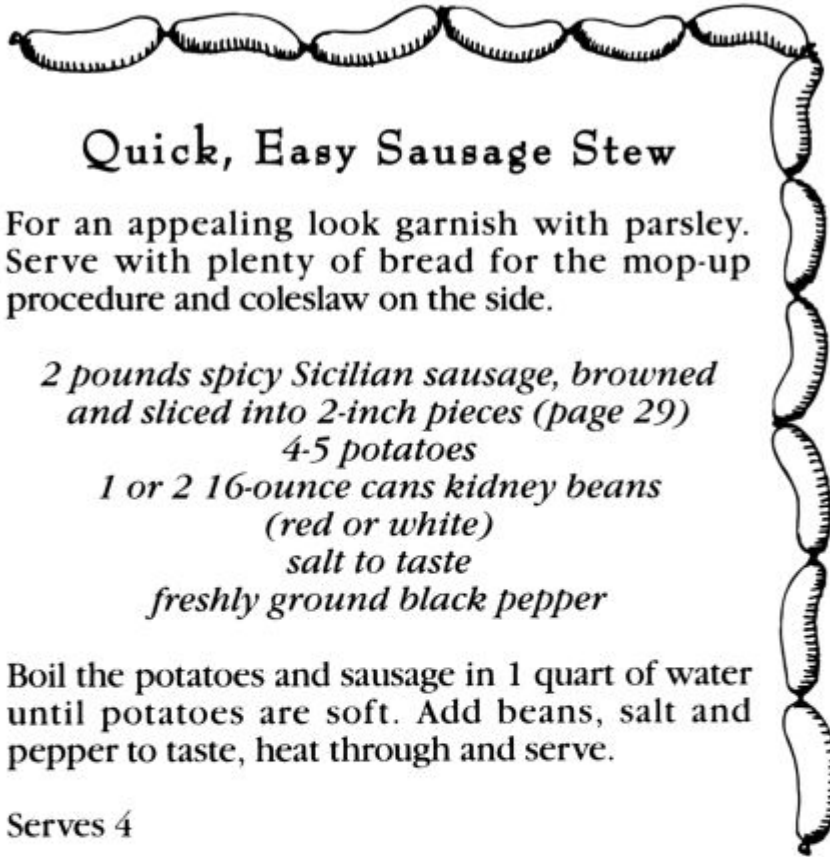 Quick, Easy Sausage Stew
For an appealing look garnish with parsley.
Serve with plenty of bread for the mop-up
procedure and coleslaw on the side.
2 pounds spicy Sicilian sausage, browned
and sliced into 2-inch pieces (page 29)
4-5 potatoes
1 or 2 16-ounce cans kidney beans
(red or white)
salt to taste
freshly ground black pepper
Boil the potatoes and sausage in 1 quart of water
until potatoes are soft. Add beans, salt and
pepper to taste, heat through and serve.
Serves 4